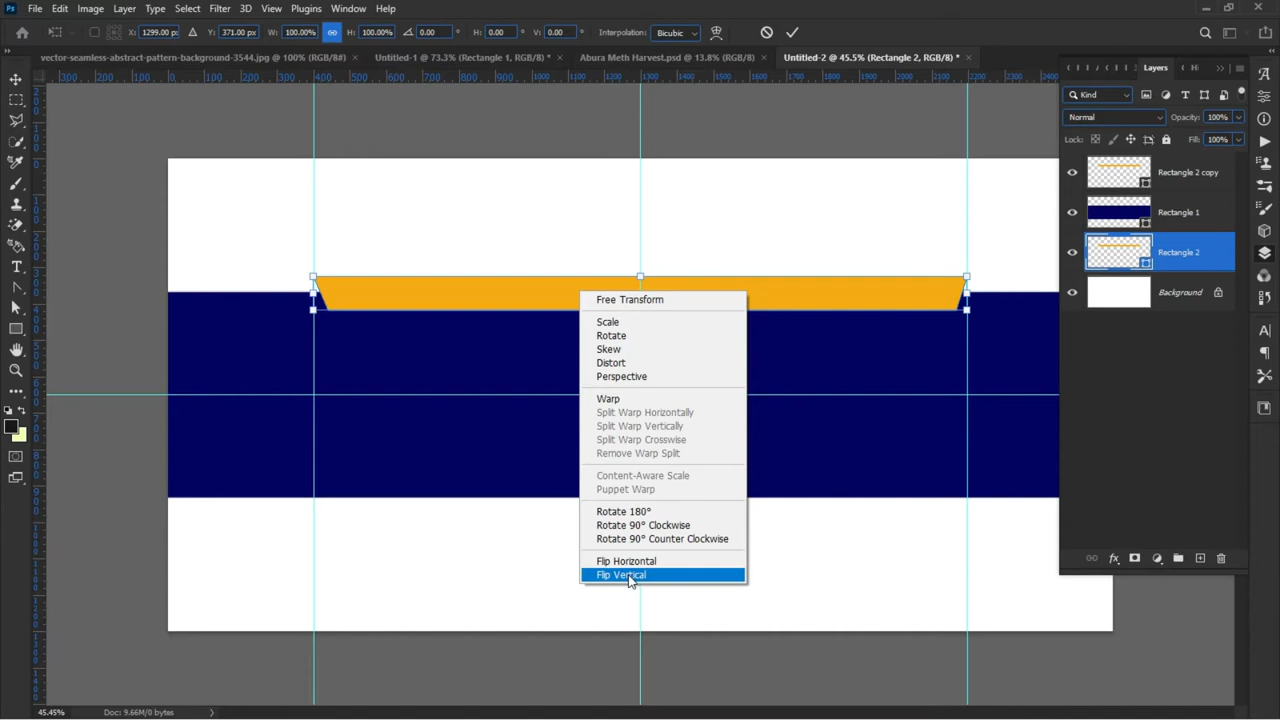 Ps File Edit Image Layer Type Select Filter 3D View Plugins Window Help
X: 1299.00 px Y: 371.00 px W: 100.00% H: 100.00% 0.00 H: 0.00 V: 0.00 Interpolation: Bicubic
vector-seamless-abstract-pattern-background-3544.jpg @ 100% (RGB/8#) × Untitled-1 @ 73.3% (Rectangle 1, RGB/8) * × Abura Meth Harvest.psd @ 13.8% (RGB/8) × Untitled-2 @ 45.5% (Rectangle 2, RGB/8) * ×
Layers
Kind
Normal Opacity: 100%
Lock: Fill: 100%
Rectangle 2 copy
Rectangle 1
Rectangle 2
Background
Free Transform
Scale
Rotate
Skew
Distort
Perspective
Warp
Split Warp Horizontally
Split Warp Vertically
Split Warp Crosswise
Remove Warp Split
Content-Aware Scale
Puppet Warp
Rotate 180°
Rotate 90° Clockwise
Rotate 90° Counter Clockwise
Flip Horizontal
Flip Vertical
fx
45.45% Doc: 9.66M/0 bytes